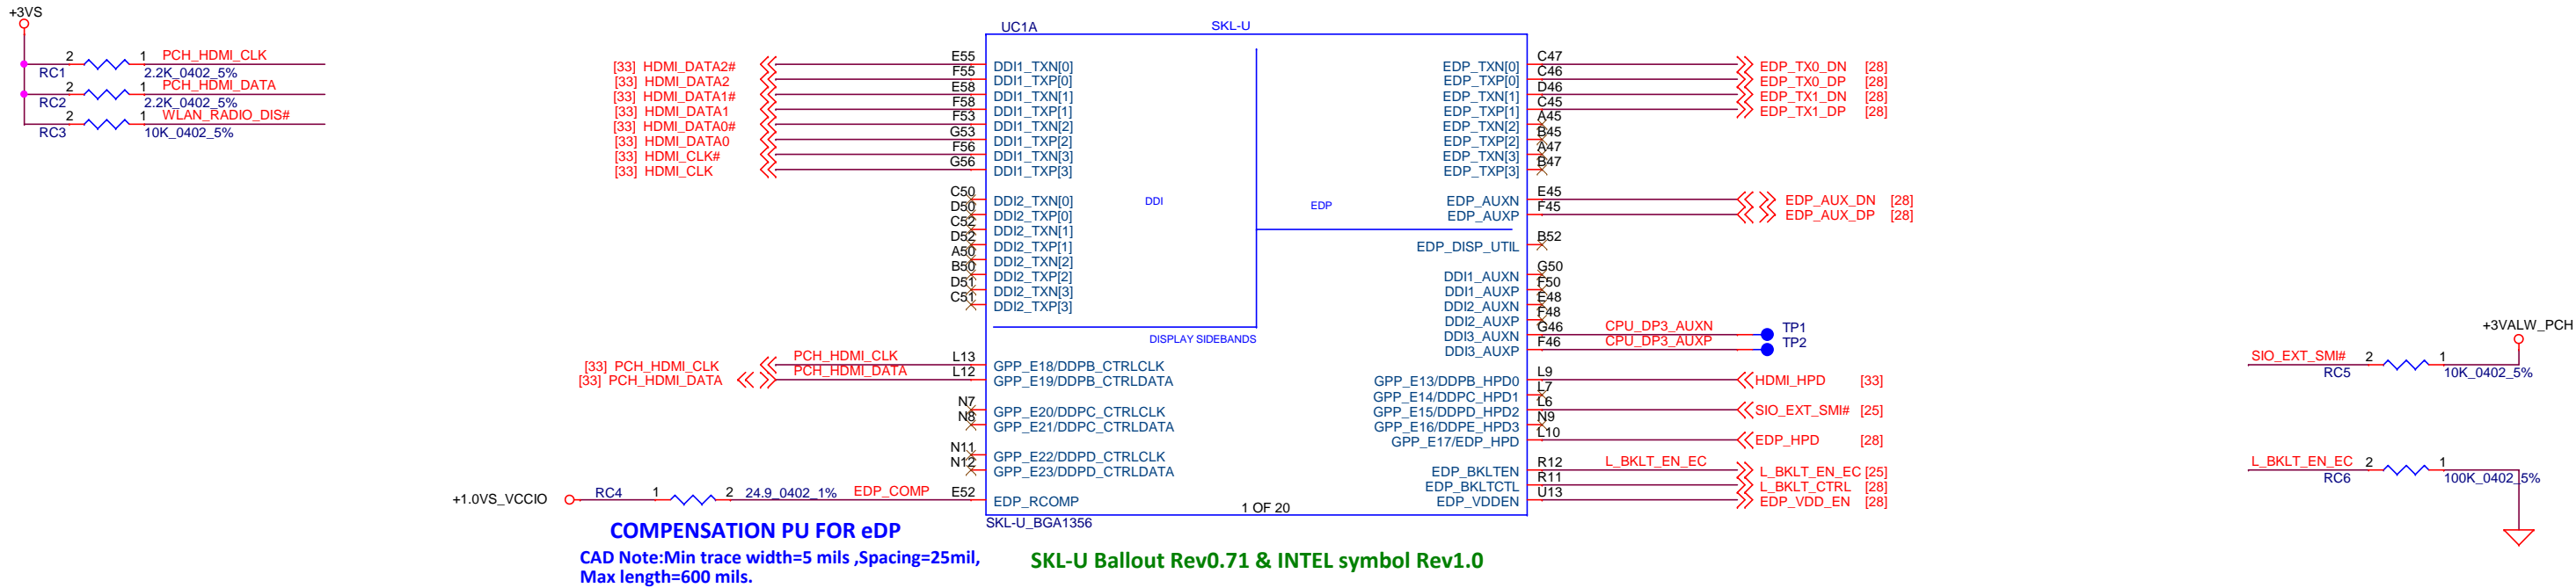 +3VS
2 1 PCH_HDMI_CLK
RC1 2.2K_0402_5%
2 1 PCH_HDMI_DATA
RC2 2.2K_0402_5%
2 1 WLAN_RADIO_DIS#
RC3 10K_0402_5%
UC1A SKL-U
[33] HDMI_DATA2# E55 DDI1_TXN[0]
[33] HDMI_DATA2 F55 DDI1_TXP[0]
[33] HDMI_DATA1# E58 DDI1_TXN[1]
[33] HDMI_DATA1 F58 DDI1_TXP[1]
[33] HDMI_DATA0# F53 DDI1_TXN[2]
[33] HDMI_DATA0 G53 DDI1_TXP[2]
[33] HDMI_CLK# F56 DDI1_TXN[3]
[33] HDMI_CLK G56 DDI1_TXP[3]
C50 DDI2_TXN[0]
D50 DDI2_TXP[0]
C52 DDI2_TXN[1]
D52 DDI2_TXP[1]
A50 DDI2_TXN[2]
B50 DDI2_TXP[2]
D51 DDI2_TXN[3]
C51 DDI2_TXP[3]
DDI
EDP
DISPLAY SIDEBANDS
[33] PCH_HDMI_CLK PCH_HDMI_CLK L13 GPP_E18/DDPB_CTRLCLK
[33] PCH_HDMI_DATA PCH_HDMI_DATA L12 GPP_E19/DDPB_CTRLDATA
N7 GPP_E20/DDPC_CTRLCLK
N8 GPP_E21/DDPC_CTRLDATA
N11 GPP_E22/DDPD_CTRLCLK
N12 GPP_E23/DDPD_CTRLDATA
+1.0VS_VCCIO RC4 1 2 24.9_0402_1% EDP_COMP E52 EDP_RCOMP
EDP_TXN[0] C47 EDP_TX0_DN [28]
EDP_TXP[0] C46 EDP_TX0_DP [28]
EDP_TXN[1] D46 EDP_TX1_DN [28]
EDP_TXP[1] C45 EDP_TX1_DP [28]
EDP_TXN[2] A45
EDP_TXP[2] B45
EDP_TXN[3] A47
EDP_TXP[3] B47
EDP_AUXN E45 EDP_AUX_DN [28]
EDP_AUXP F45 EDP_AUX_DP [28]
EDP_DISP_UTIL B52
DDI1_AUXN G50
DDI1_AUXP F50
DDI2_AUXN E48
DDI2_AUXP F48
DDI3_AUXN G46 CPU_DP3_AUXN TP1
DDI3_AUXP F46 CPU_DP3_AUXP TP2
GPP_E13/DDPB_HPD0 L9 HDMI_HPD [33]
GPP_E14/DDPC_HPD1 L7
GPP_E15/DDPD_HPD2 L6 SIO_EXT_SMI# [25]
GPP_E16/DDPE_HPD3 N9
GPP_E17/EDP_HPD L10 EDP_HPD [28]
EDP_BKLTEN R12 L_BKLT_EN_EC L_BKLT_EN_EC [25]
EDP_BKLTCTL R11 L_BKLT_CTRL [28]
EDP_VDDEN U13 EDP_VDD_EN [28]
1 OF 20
SKL-U_BGA1356
COMPENSATION PU FOR eDP
CAD Note:Min trace width=5 mils ,Spacing=25mil,
Max length=600 mils.
SKL-U Ballout Rev0.71 & INTEL symbol Rev1.0
+3VALW_PCH
SIO_EXT_SMI# 2 1
RC5 10K_0402_5%
L_BKLT_EN_EC 2 1
RC6 100K_0402_5%